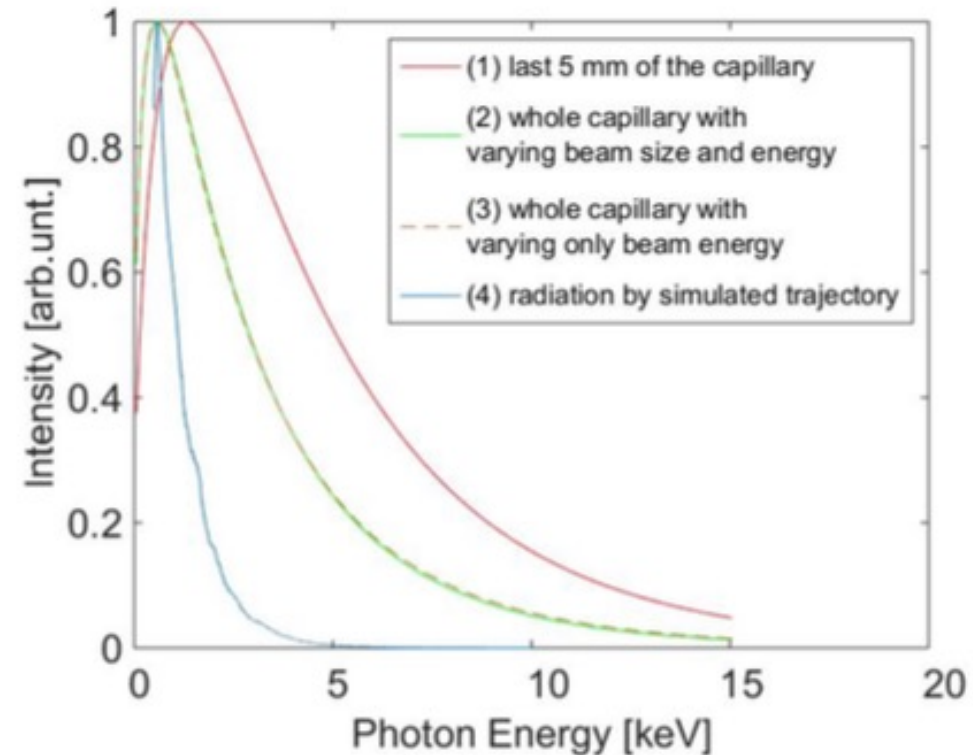 1
0.8
0.6
0.4
0.2
0
0 5 10 15 20
Intensity [arb.unt.]
Photon Energy [keV]
(1) last 5 mm of the capillary
(2) whole capillary with
varying beam size and energy
(3) whole capillary with
varying only beam energy
(4) radiation by simulated trajectory